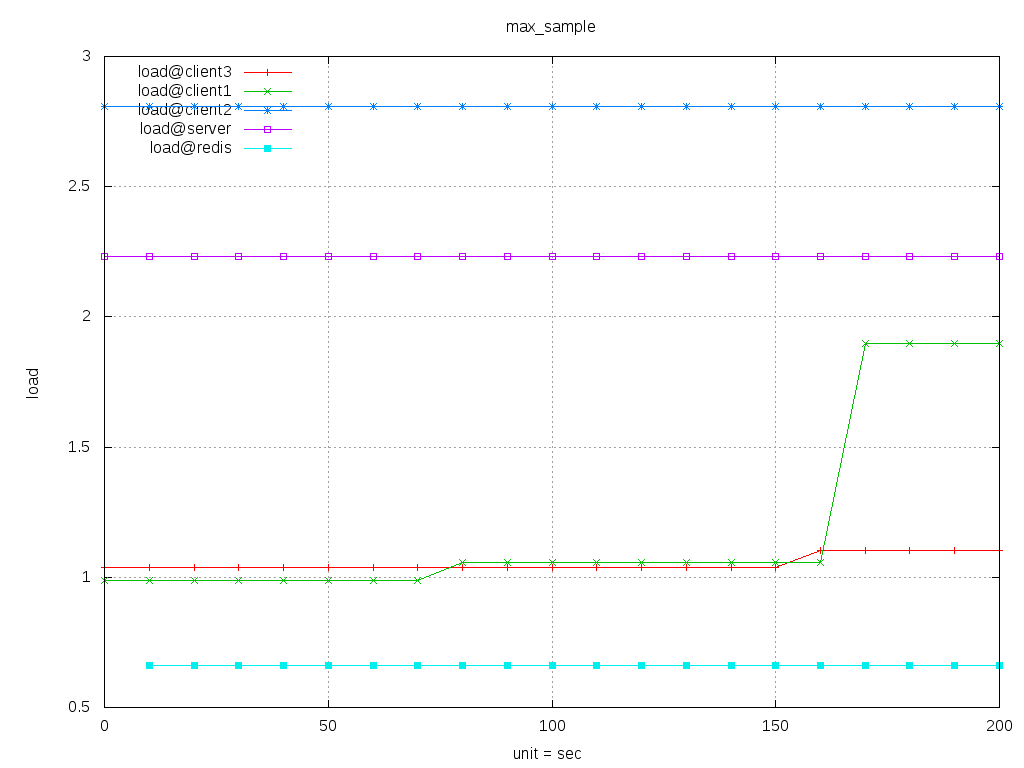 max_sample
load@client3
load@client1
load@client2
load@server
load@redis
3
2.5
2
1.5
1
0.5
load
0 50 100 150 200
unit = sec